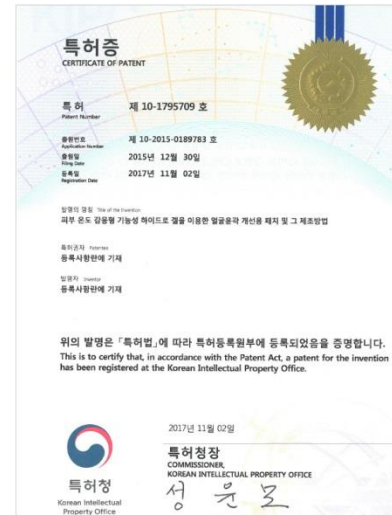 특허증
CERTIFICATE OF PATENT
특 허 제 10-1795709 호
Patent Number
출원번호 제 10-2015-0189783 호
Application Number
출원일 2015년 12월 30일
Filing Date
등록일 2017년 11월 02일
Registration Date
발명의 명칭 Title of the Invention
피부 온도 감응형 기능성 하이드로 겔을 이용한 얼굴윤곽 개선용 패치 및 그 제조방법
특허권자 Patentee
등록사항란에 기재
발명자 Inventor
등록사항란에 기재
위의 발명은 「특허법」에 따라 특허등록원부에 등록되었음을 증명합니다.
This is to certify that, in accordance with the Patent Act, a patent for the invention
has been registered at the Korean Intellectual Property Office.
2017년 11월 02일
특허청장
COMMISSIONER,
KOREAN INTELLECTUAL PROPERTY OFFICE
성윤모
특허청
Korean Intellectual
Property Office